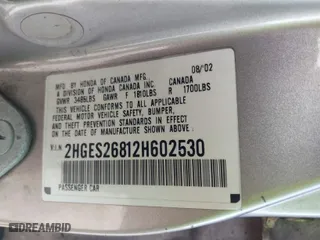 08/02
MFD. BY HONDA OF CANADA MFG.,
A DIVISION OF HONDA CANADA INC. CANADA
GVWR 3485LBS GAWR F 1810LBS R 1700LBS
THIS VEHICLE CONFORMS TO ALL APPLICABLE
FEDERAL MOTOR VEHICLE SAFETY, BUMPER,
AND THEFT PREVENTION STANDARDS IN EFFECT ON THE
DATE OF MANUFACTURE SHOWN ABOVE.
V.I.N. 2HGES26812H602530
PASSENGER CAR
DREAMBID